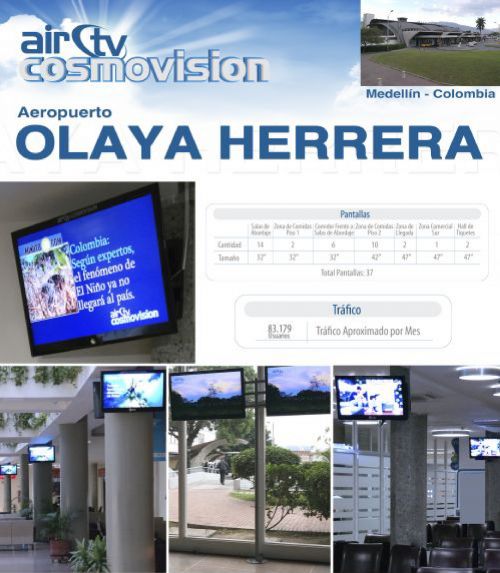 air ctv
cosmovision
Medellín - Colombia
Aeropuerto
OLAYA HERRERA
Colombia:
Según expertos,
el fenómeno de
El Niño ya no
llegará al país.
air ctv
cosmovision
Pantallas
Salas de Abordaje Zona de Comidas Piso 1 Corredor Frente a Salas de Abordaje Zona de Comidas Piso 2 Zona de Llegada Zona Comercial Sur Hall de Tiquetes
Cantidad 14 2 6 10 2 1 2
Tamaño 32" 32" 32" 42" 47" 47" 47"
Total Pantallas: 37
Tráfico
83.179 Usuarios Tráfico Aproximado por Mes